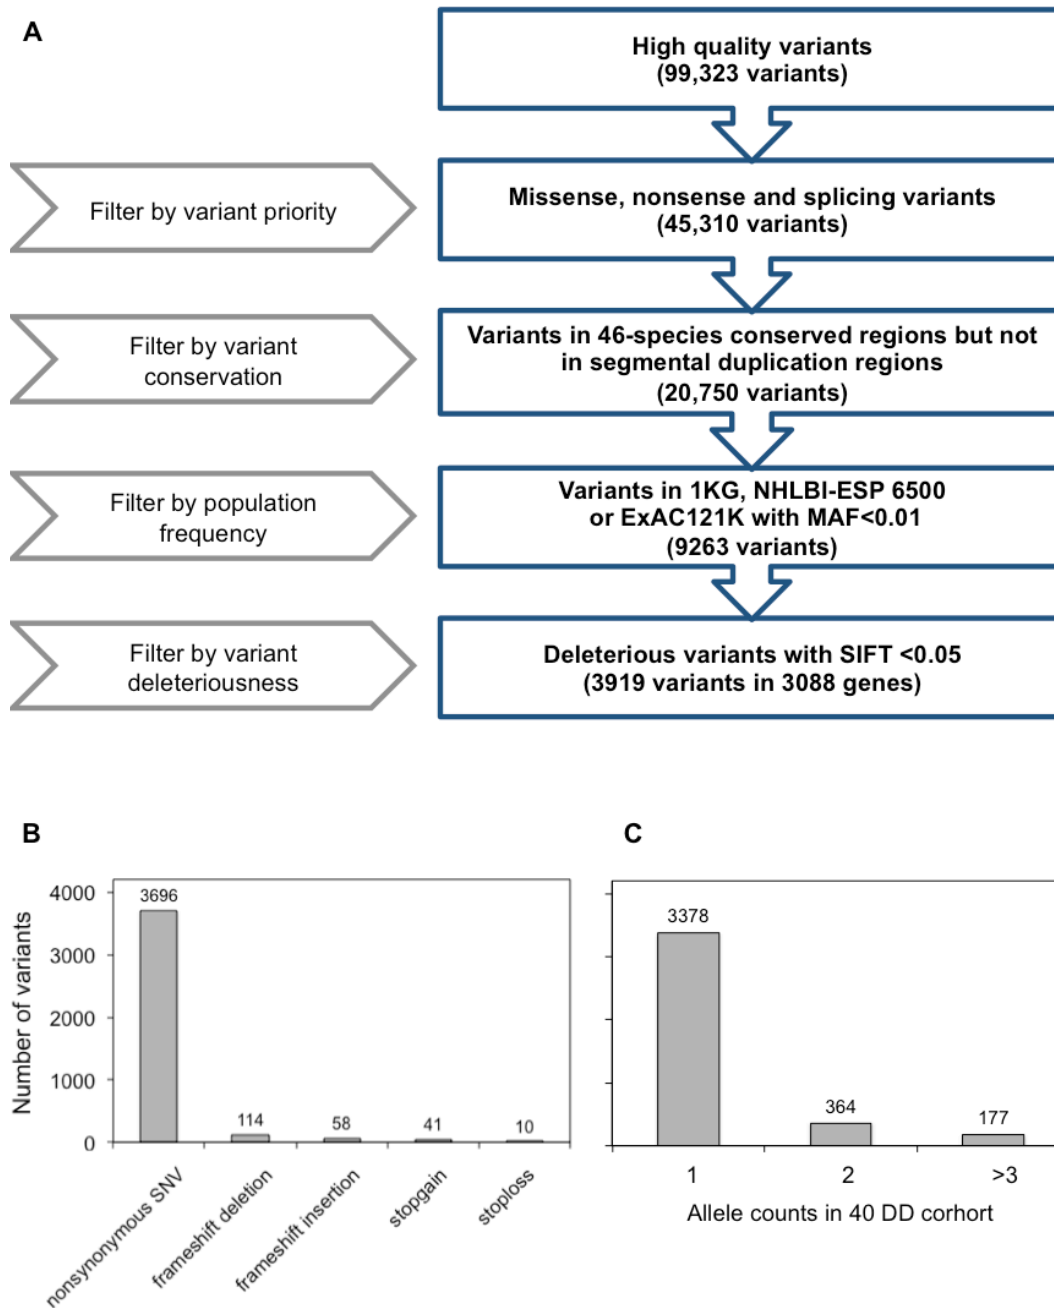 A
High quality variants
(99,323 variants)
Filter by variant priority
Missense, nonsense and splicing variants
(45,310 variants)
Filter by variant
conservation
Variants in 46-species conserved regions but not
in segmental duplication regions
(20,750 variants)
Filter by population
frequency
Variants in 1KG, NHLBI-ESP 6500
or ExAC121K with MAF<0.01
(9263 variants)
Filter by variant
deleteriousness
Deleterious variants with SIFT <0.05
(3919 variants in 3088 genes)
B
Number of variants
4000
3000
2000
1000
0
3696
114
58
41
10
nonsynonymous SNV
frameshift deletion
frameshift insertion
stopgain
stoploss
C
3378
364
177
1
2
>3
Allele counts in 40 DD corhort